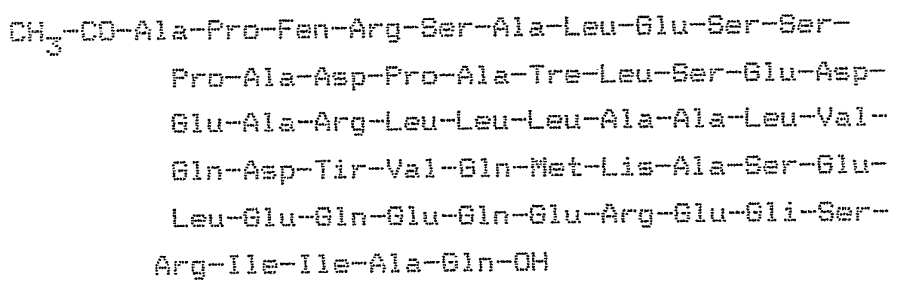 CH3-CO-Ala-Pro-Fen-Arg-Ser-Ala-Leu-Glu-Ser-Ser-
Pro-Ala-Asp-Pro-Ala-Tre-Leu-Ser-Glu-Asp-
Glu-Ala-Arg-Leu-Leu-Leu-Ala-Ala-Leu-Val-
Gln-Asp-Tir-Val-Gln-Met-Lis-Ala-Ser-Glu-
Leu-Glu-Gln-Glu-Gln-Glu-Arg-Glu-Gli-Ser-
Arg-Ile-Ile-Ala-Gln-OH